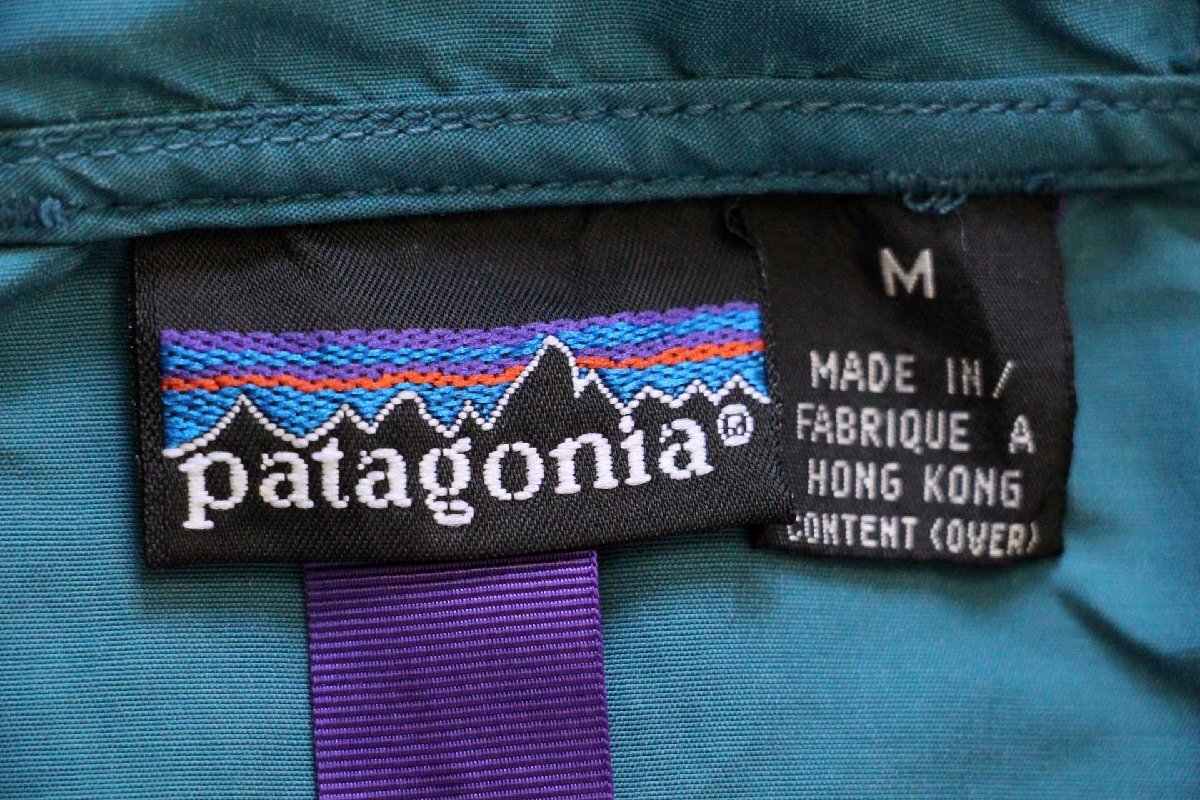 patagonia®
M
MADE IN/
FABRIQUE A
HONG KONG
CONTENT (OVER)